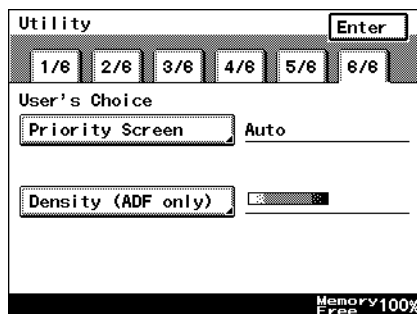 Utility
Enter
1/6 2/6 3/6 4/6 5/6 6/6
User's Choice
Priority Screen Auto
Density (ADF only)
Memory
Free 100%